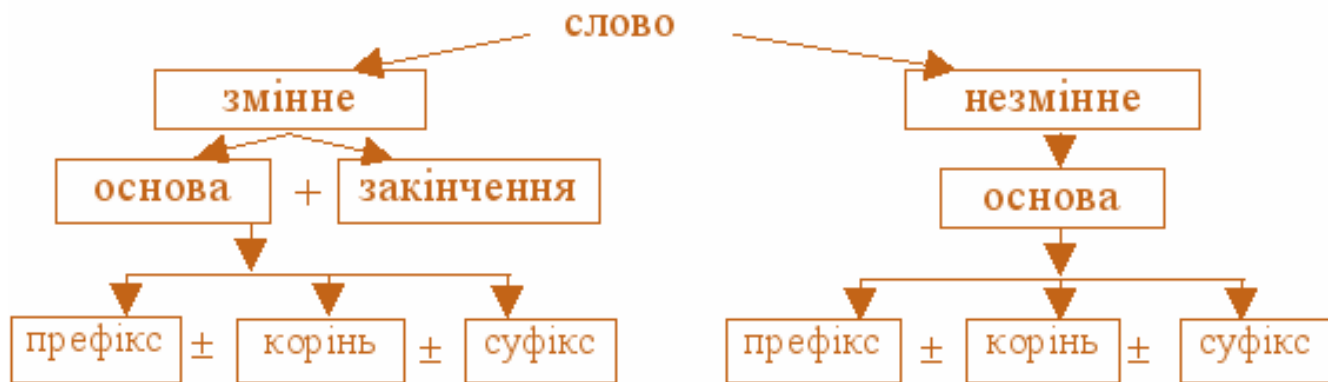 слово
змінне незмінне
основа + закінчення основа
префікс ± корінь ± суфікс префікс ± корінь ± суфікс